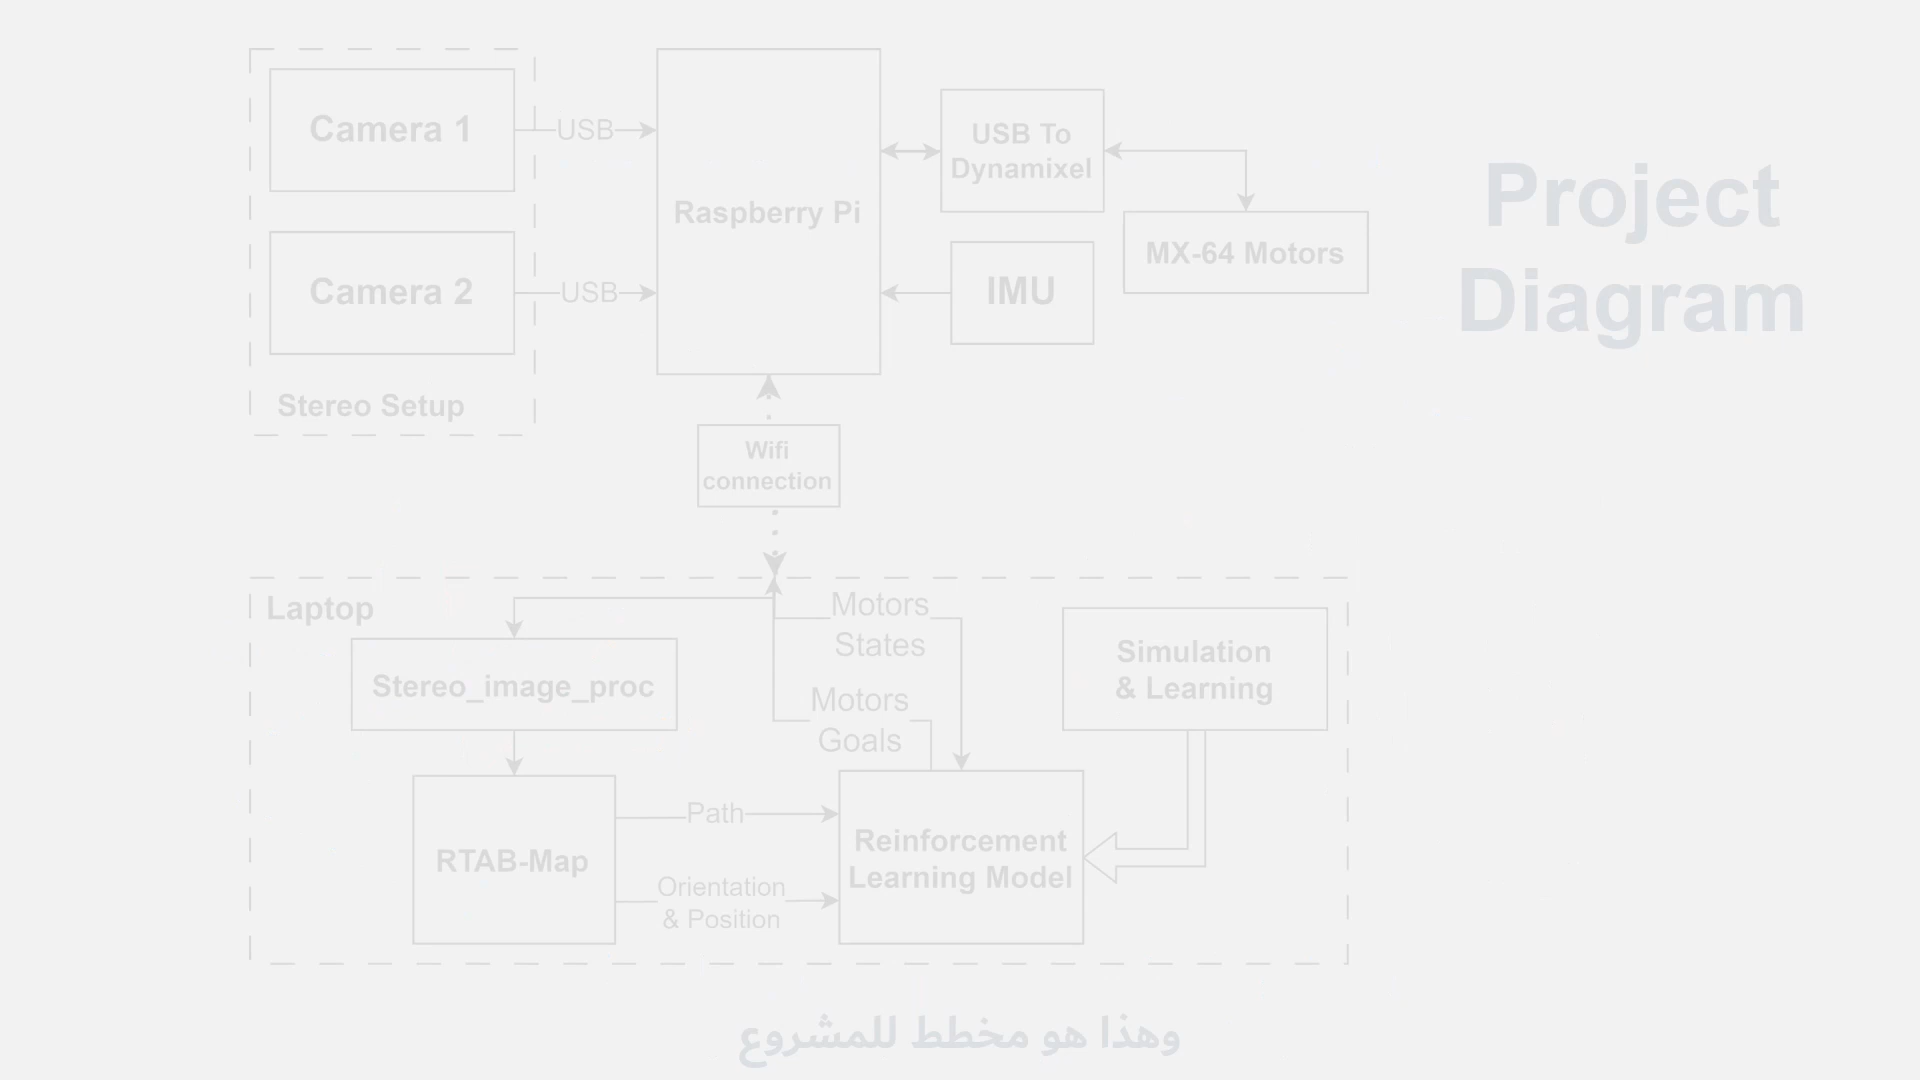 Camera 1
USB
Camera 2
USB
Stereo Setup
Raspberry Pi
USB To
Dynamixel
IMU
MX-64 Motors
Project
Diagram
Wifi
connection
Laptop
Stereo_image_proc
Motors
States
Motors
Goals
Simulation
& Learning
RTAB-Map
Path
Orientation
& Position
Reinforcement
Learning Model
وهذا هو مخطط للمشروع